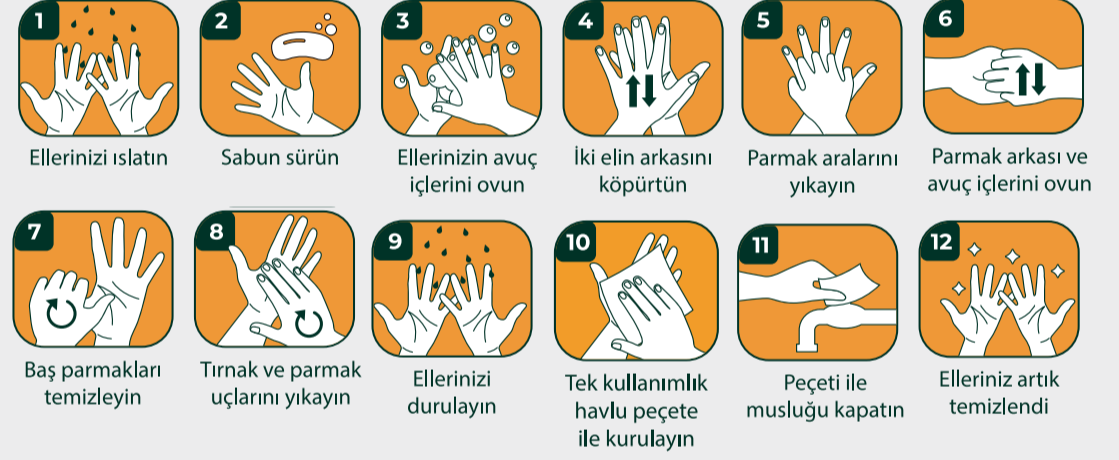 1
Ellerinizi ıslatın
2
Sabun sürün
3
Ellerinizin avuç
içlerini ovun
4
İki elin arkasını
köpürtün
5
Parmak aralarını
yıkayın
6
Parmak arkası ve
avuç içlerini ovun
7
Baş parmakları
temizleyin
8
Tırnak ve parmak
uçlarını yıkayın
9
Ellerinizi
durulayın
10
Tek kullanımlık
havlu peçete
ile kurulayın
11
Peçeti ile
musluğu kapatın
12
Elleriniz artık
temizlendi